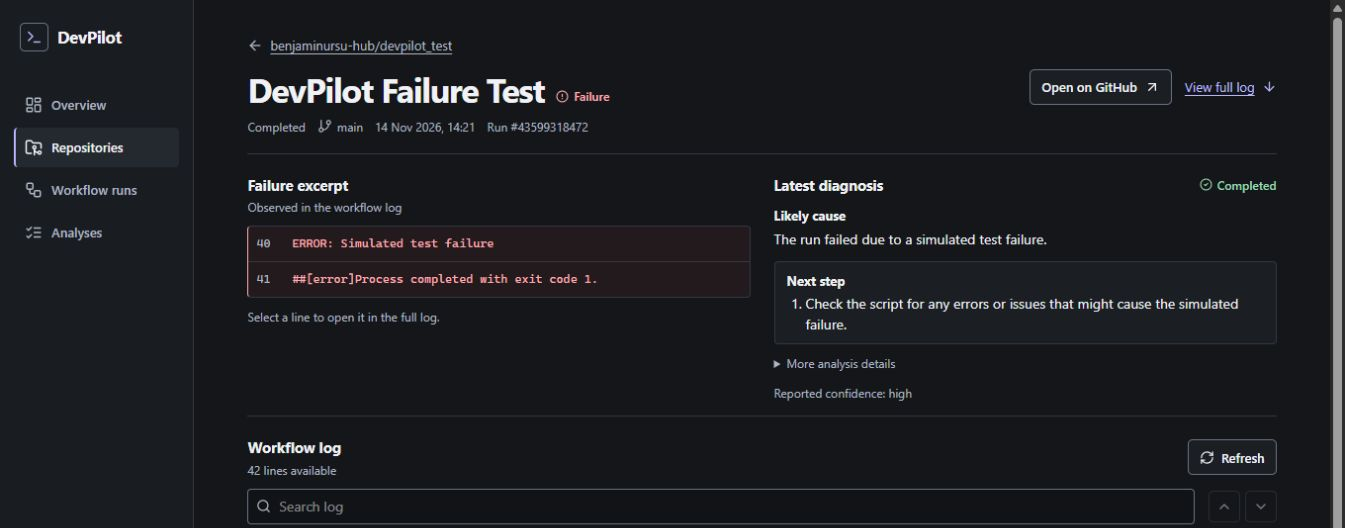 DevPilot
Overview
Repositories
Workflow runs
Analyses
benjaminursu-hub/devpilot_test
DevPilot Failure Test
Failure
Open on GitHub
View full log
Completed main 14 Nov 2026, 14:21 Run #43599318472
Failure excerpt
Observed in the workflow log
40 ERROR: Simulated test failure
41 ##[error]Process completed with exit code 1.
Select a line to open it in the full log.
Latest diagnosis
Completed
Likely cause
The run failed due to a simulated test failure.
Next step
1. Check the script for any errors or issues that might cause the simulated
failure.
More analysis details
Reported confidence: high
Workflow log
42 lines available
Refresh
Search log